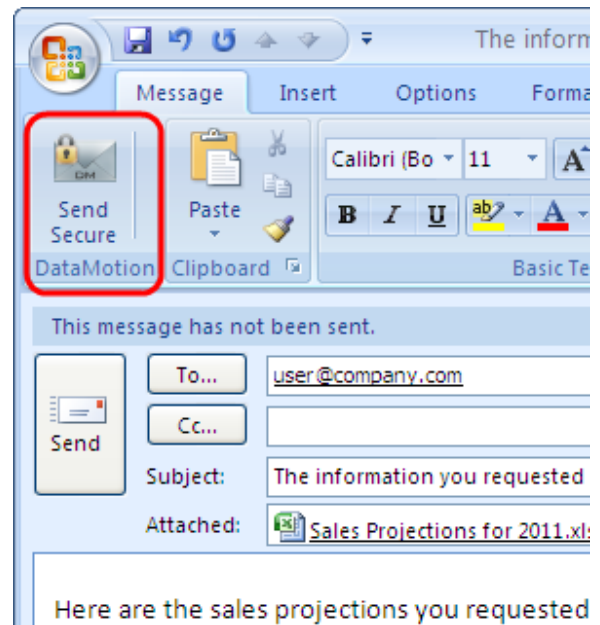 The inform
Message Insert Options Forma
DM
Send Secure
Paste
Calibri (Bo 11 A
B I U ab A
DataMotion Clipboard Basic Te
This message has not been sent.
To... user@company.com
Send
Cc...
Subject: The information you requested
Attached: Sales Projections for 2011.xls
Here are the sales projections you requested